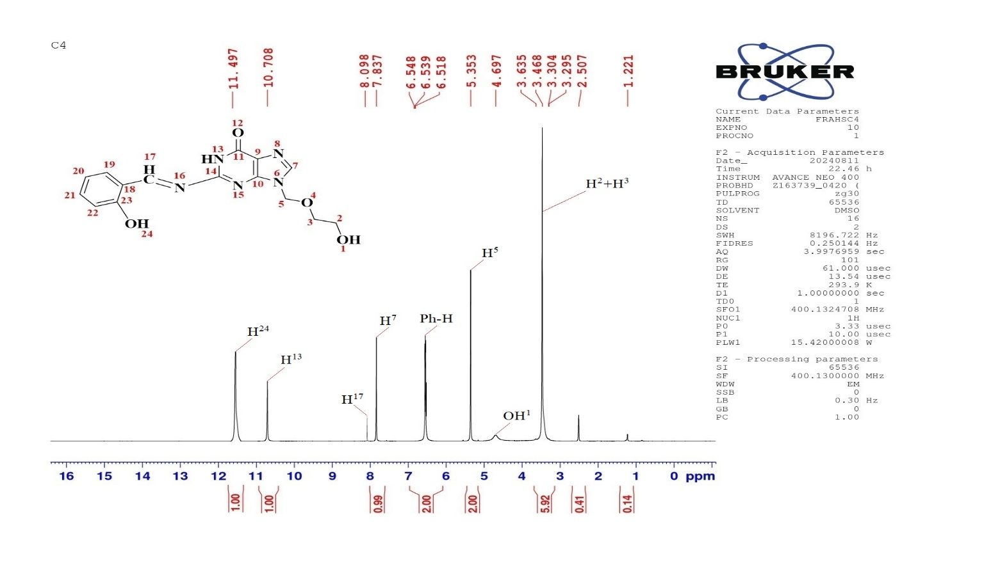 C4
11.497
10.708
8.098
7.837
6.548
6.539
6.518
5.353
4.697
3.635
3.468
3.304
3.295
2.507
1.221
BRUKER
12
O
13
HN
11
9
8
N
7
14
N
15
10
6
N
17
H
C
16
N
19
20
21
22
18
23
OH
24
5
4
O
3
2
OH
1
H24
H13
H17
H7
Ph-H
H5
OH1
H2+H3
16 15 14 13 12 11 10 9 8 7 6 5 4 3 2 1 0 ppm
1.00
1.00
0.99
2.00
2.00
5.92
0.41
0.14
Current Data Parameters
NAME FRAHSC4
EXPNO 10
PROCNO 1
F2 - Acquisition Parameters
Date_ 20240811
Time 22.46 h
INSTRUM AVANCE NEO 400
PROBHD Z163739_0420 (
PULPROG zg30
TD 65536
SOLVENT DMSO
NS 16
DS 2
SWH 8196.722 Hz
FIDRES 0.250144 Hz
AQ 3.9976959 sec
RG 101
DW 61.000 usec
DE 13.54 usec
TE 293.9 K
D1 1.00000000 sec
TD0 1
SFO1 400.1324708 MHz
NUC1 1H
P0 3.33 usec
P1 10.00 usec
PLW1 15.42000008 W
F2 - Processing parameters
SI 65536
SF 400.1300000 MHz
WDW EM
SSB 0
LB 0.30 Hz
GB 0
PC 1.00